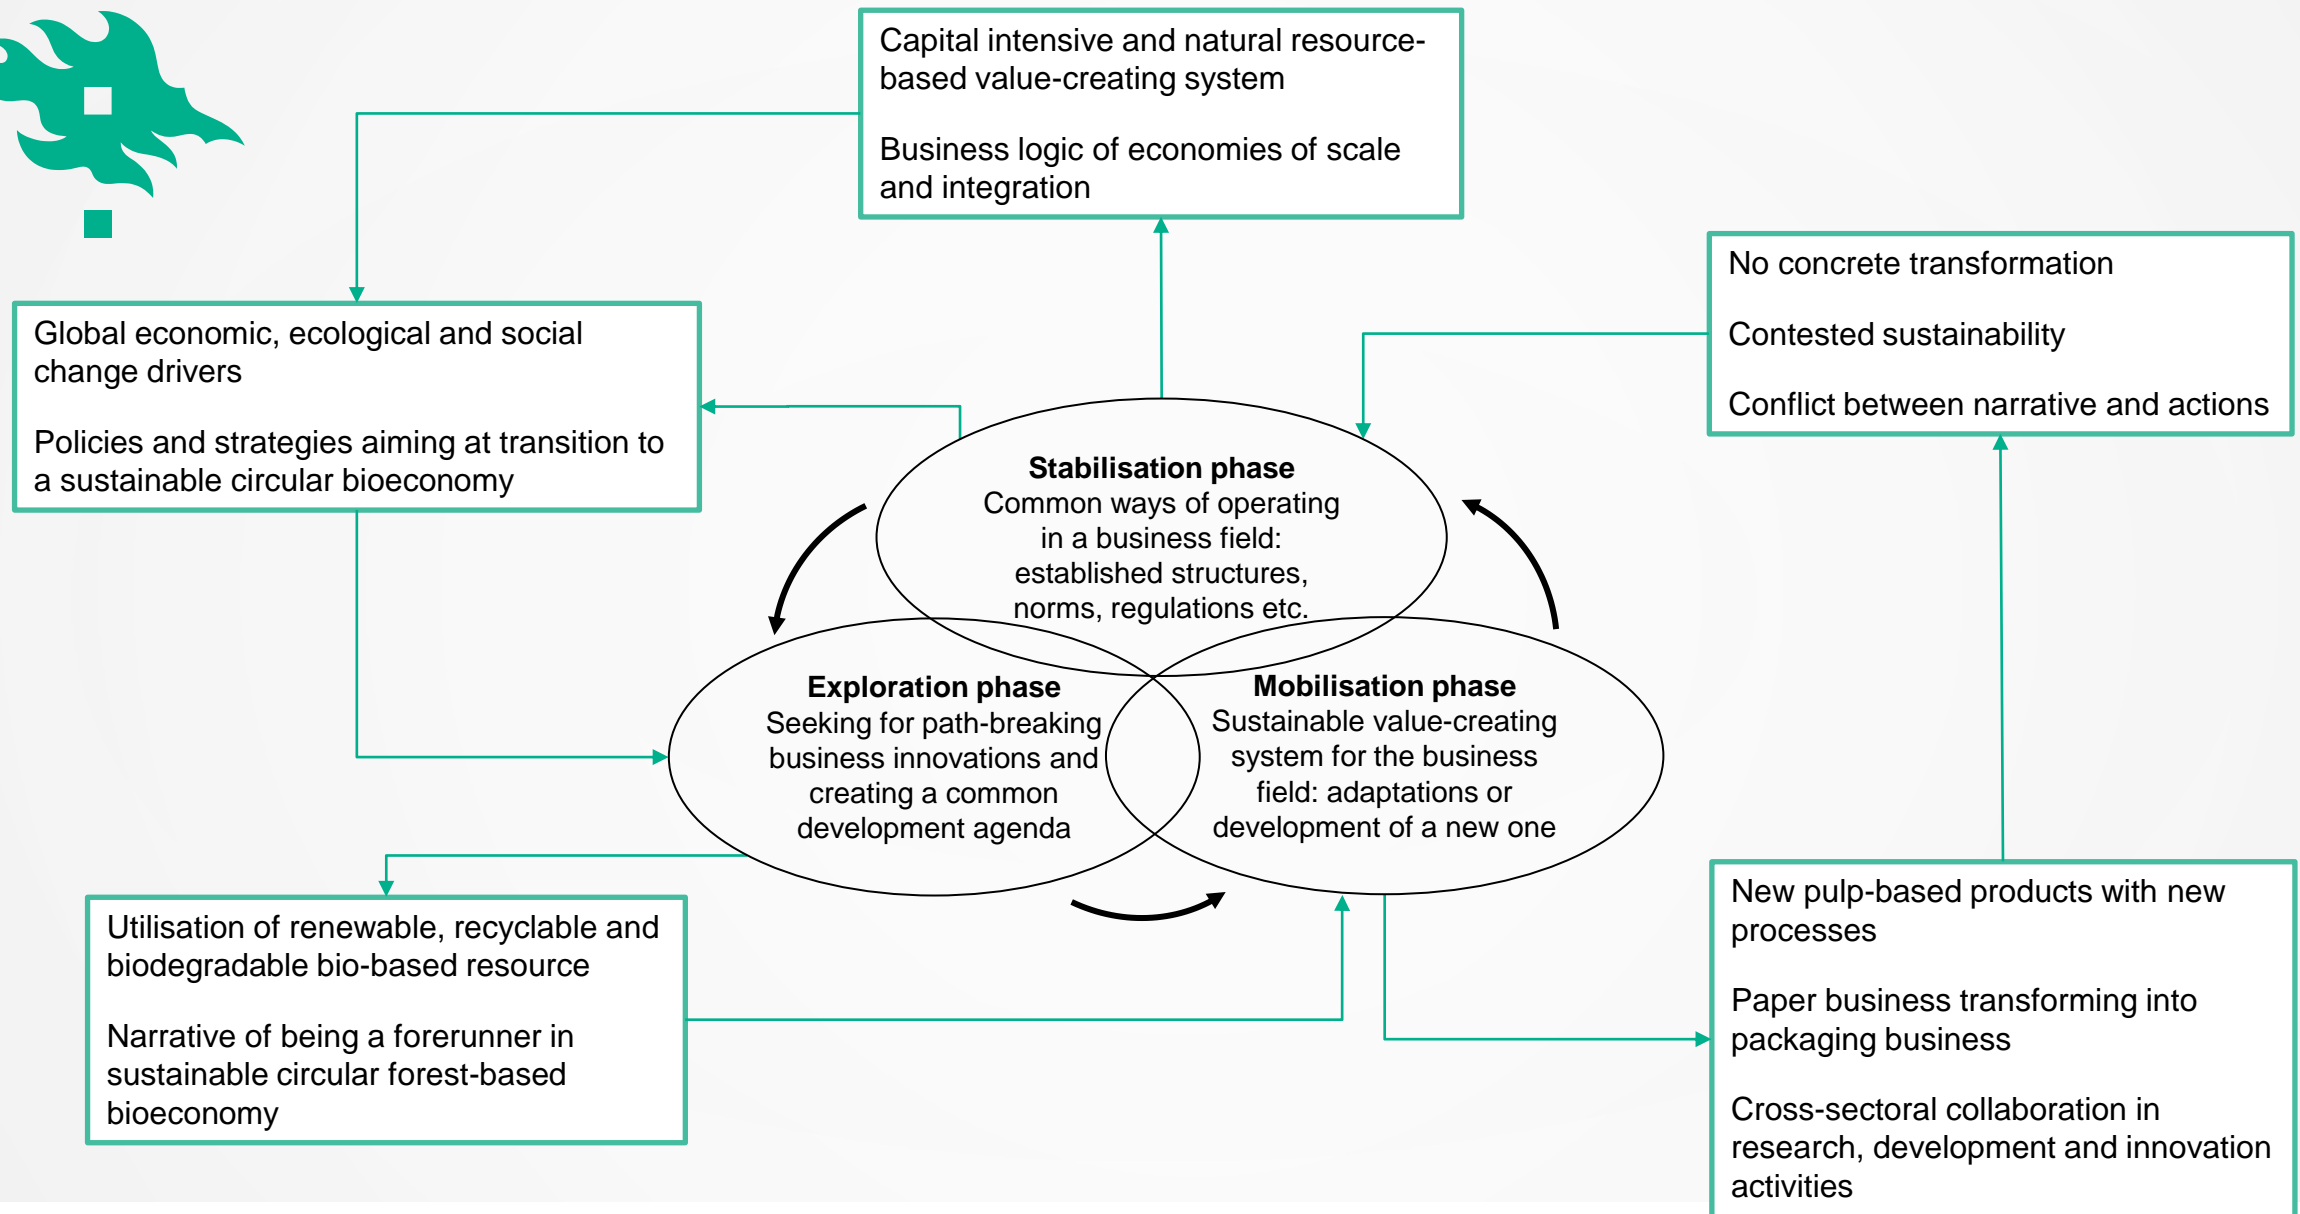 Capital intensive and natural resource-
based value-creating system
Business logic of economies of scale
and integration
No concrete transformation
Contested sustainability
Conflict between narrative and actions
Global economic, ecological and social
change drivers
Policies and strategies aiming at transition to
a sustainable circular bioeconomy
Stabilisation phase
Common ways of operating
in a business field:
established structures,
norms, regulations etc.
Exploration phase
Seeking for path-breaking
business innovations and
creating a common
development agenda
Mobilisation phase
Sustainable value-creating
system for the business
field: adaptations or
development of a new one
Utilisation of renewable, recyclable and
biodegradable bio-based resource
Narrative of being a forerunner in
sustainable circular forest-based
bioeconomy
New pulp-based products with new
processes
Paper business transforming into
packaging business
Cross-sectoral collaboration in
research, development and innovation
activities